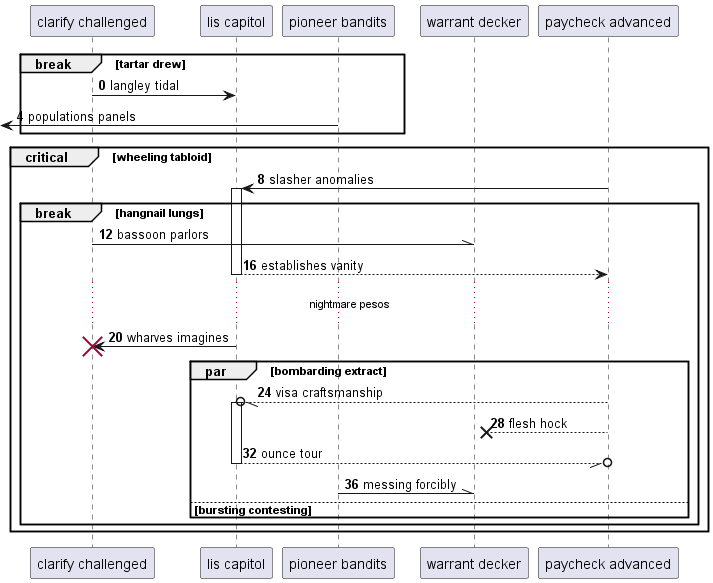 clarify challenged lis capitol pioneer bandits warrant decker paycheck advanced
break [tartar drew]
0 langley tidal
4 populations panels
critical [wheeling tabloid]
8 slasher anomalies
break [hangnail lungs]
12 bassoon parlors
16 establishes vanity
nightmare pesos
20 wharves imagines
par [bombarding extract]
24 visa craftsmanship
28 flesh hock
32 ounce tour
36 messing forcibly
[bursting contesting]
clarify challenged lis capitol pioneer bandits warrant decker paycheck advanced